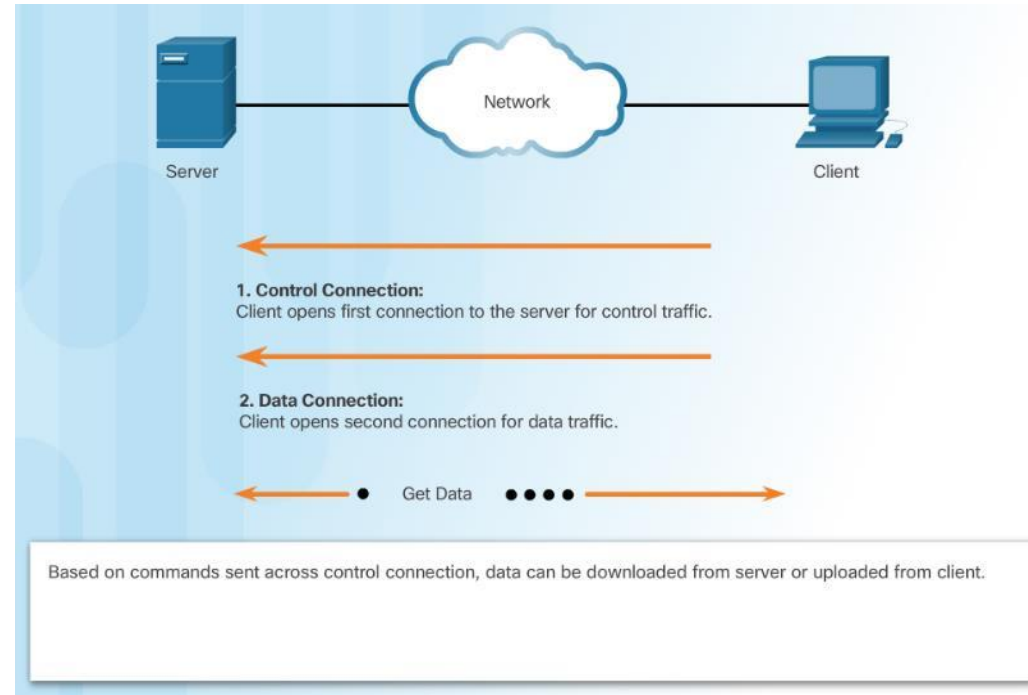 Network
Server
Client
1. Control Connection:
Client opens first connection to the server for control traffic.
2. Data Connection:
Client opens second connection for data traffic.
Get Data
Based on commands sent across control connection, data can be downloaded from server or uploaded from client.